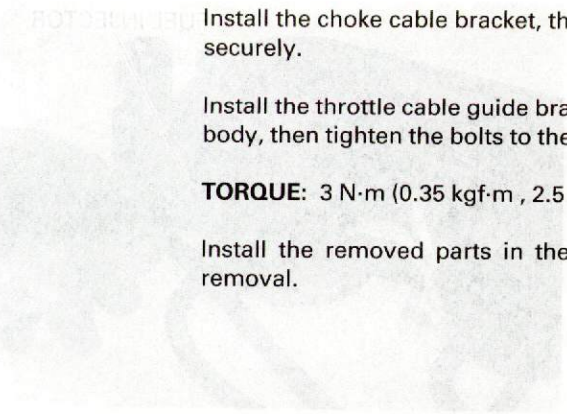 Install the choke cable bracket, th
securely.
Install the throttle cable guide bra
body, then tighten the bolts to the
TORQUE: 3 N·m (0.35 kgf·m , 2.5
Install the removed parts in the
removal.